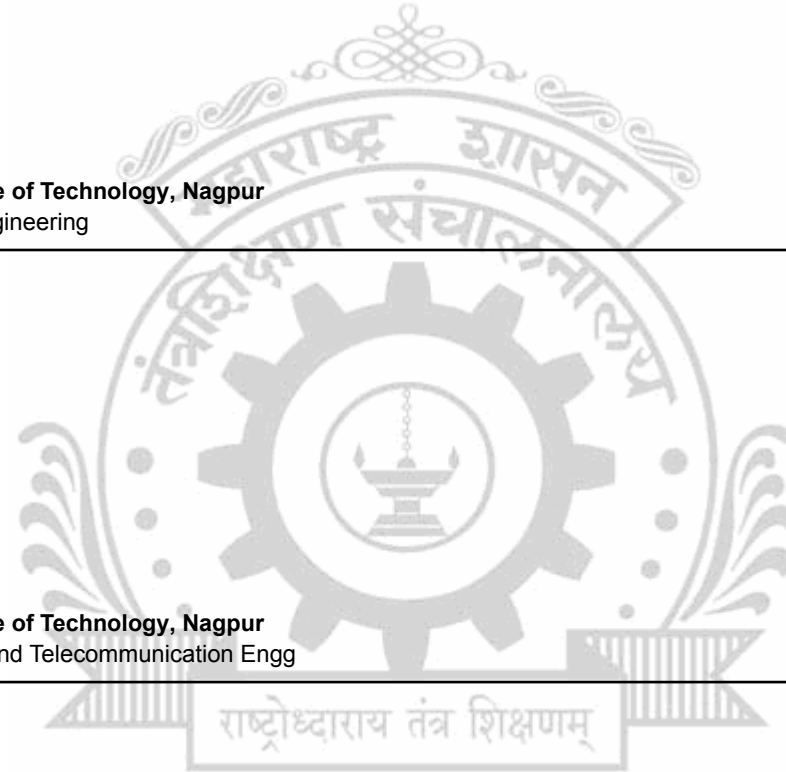 महाराष्ट्र शासन
e of Technology, Nagpur
gineering
तंत्रशिक्षण संचालनालय
e of Technology, Nagpur
nd Telecommunication Engg
राष्ट्रोध्दाराय तंत्र शिक्षणम्